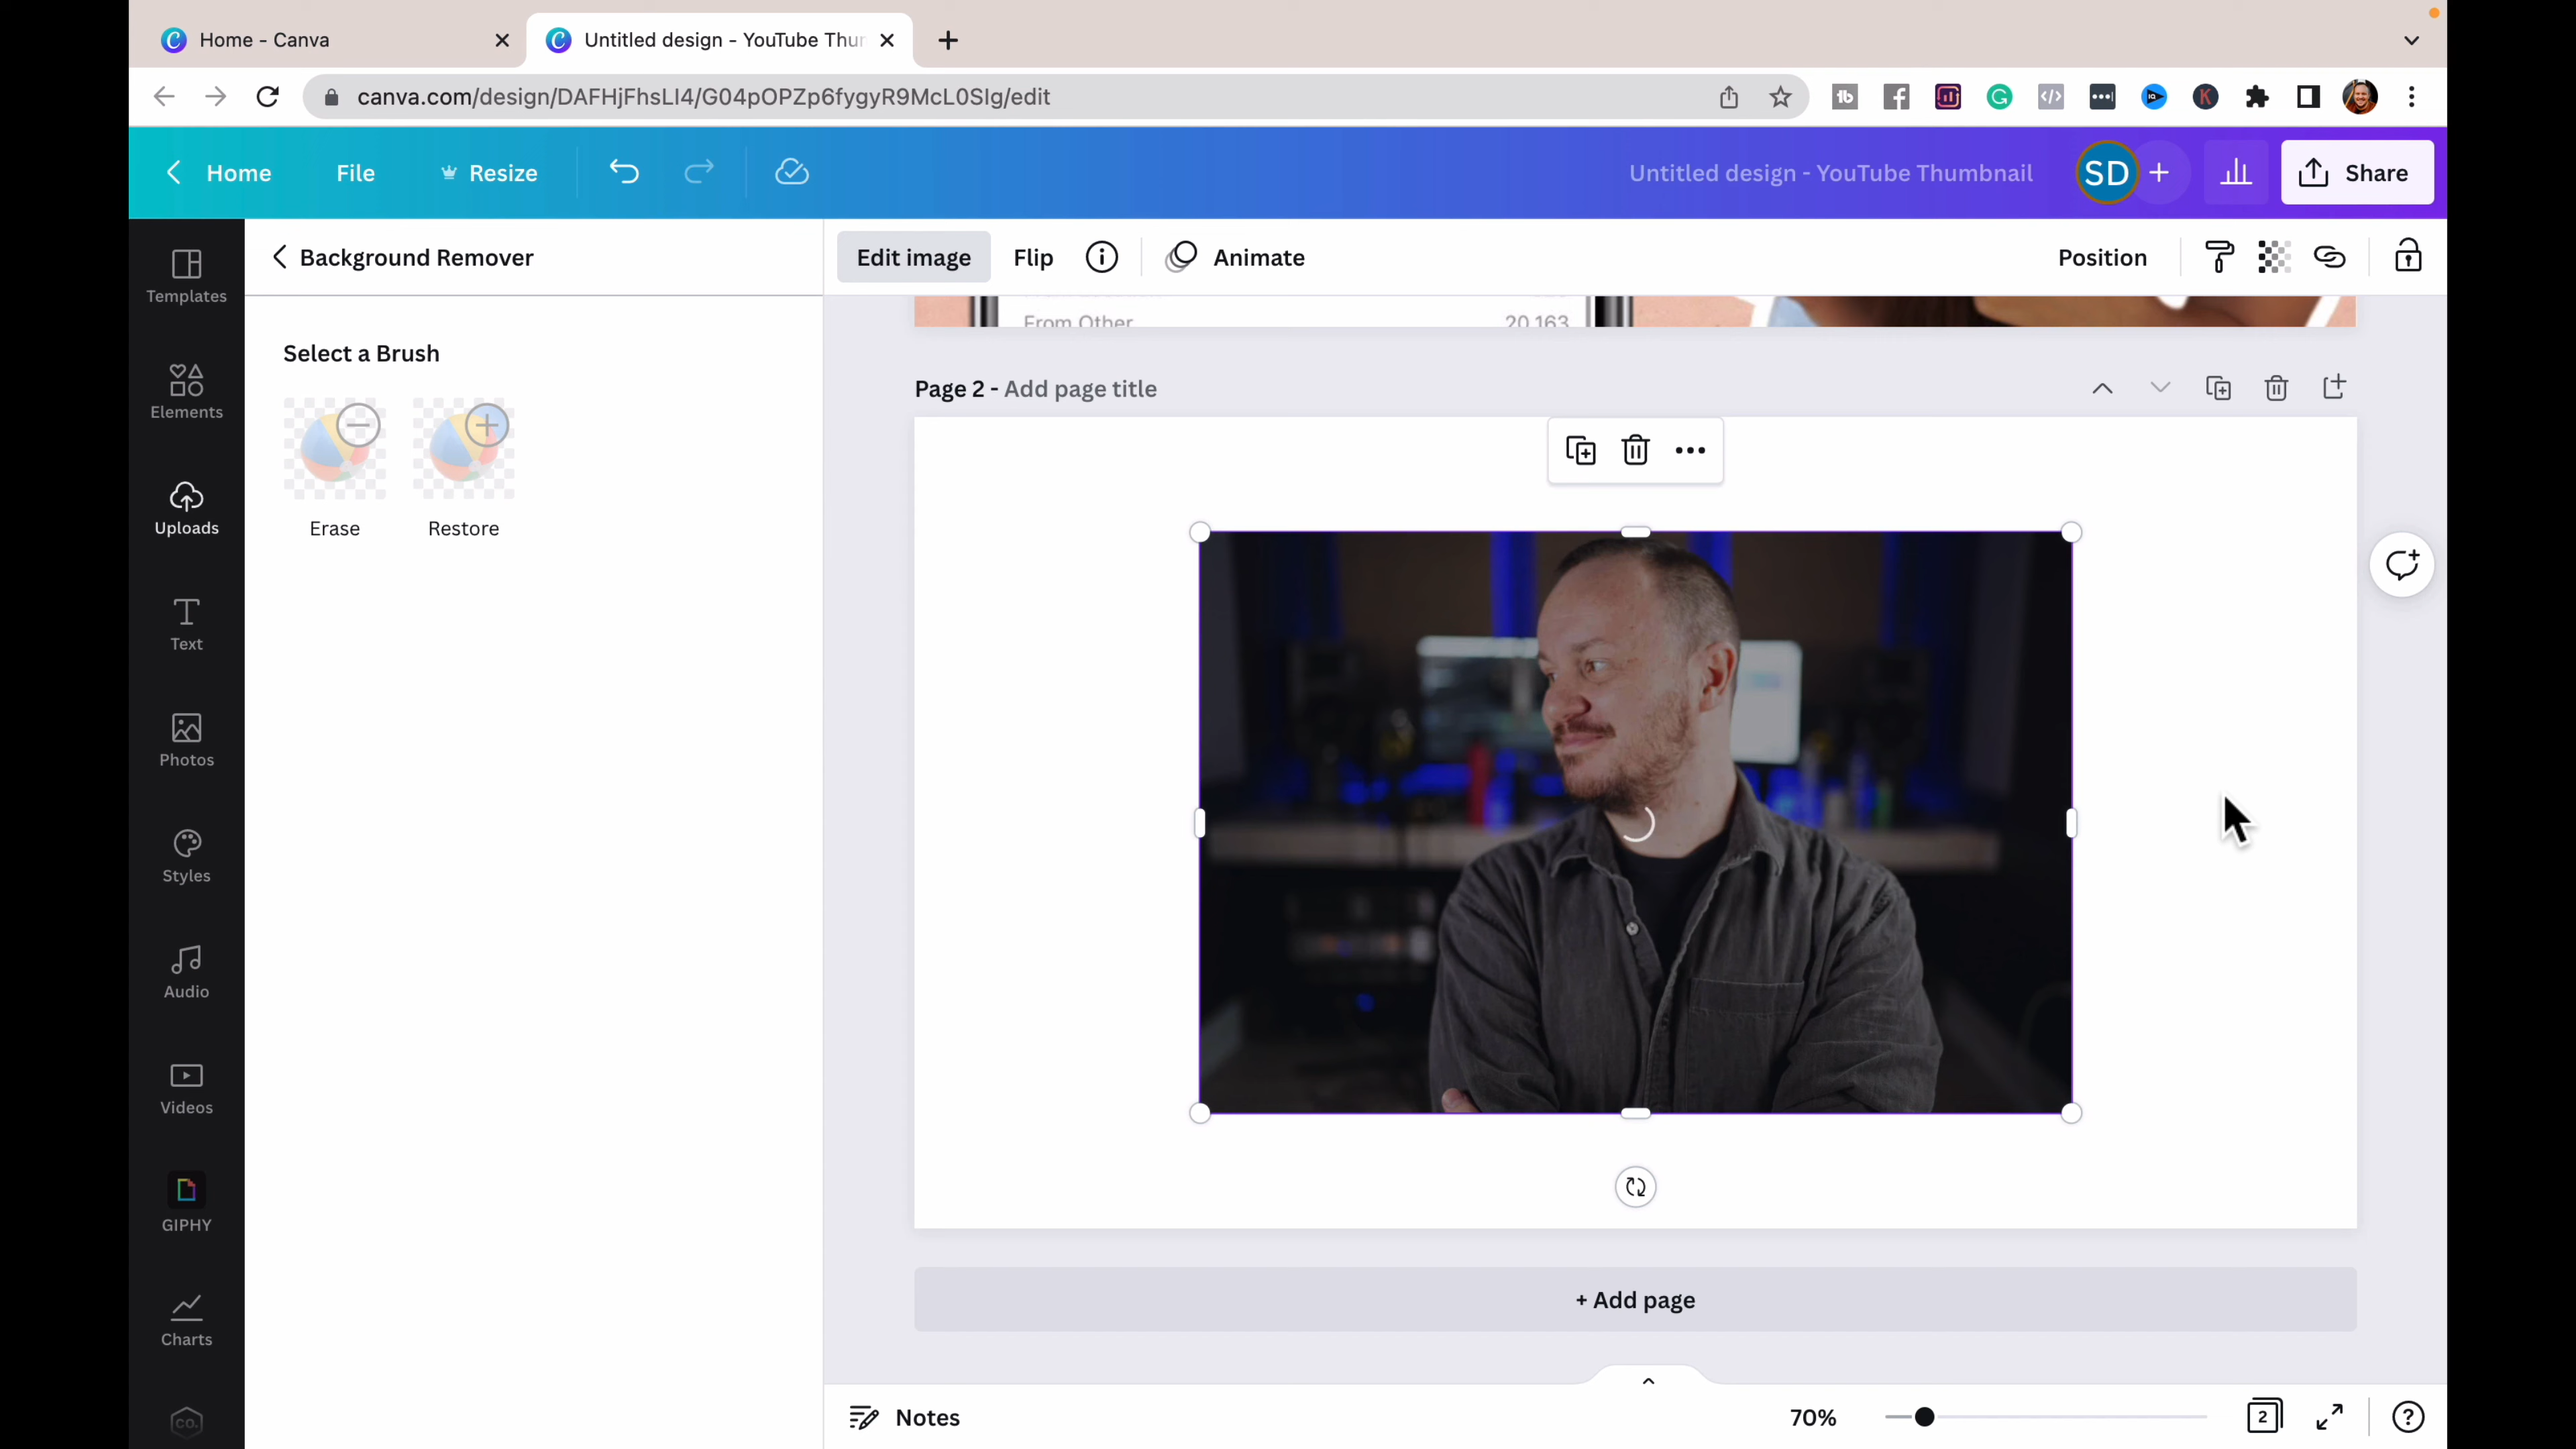 Home - Canva
Untitled design - YouTube Thur
canva.com/design/DAFHjFhsLI4/G04pOPZp6fygyR9McL0SIg/edit
Home
File
Resize
Untitled design - YouTube Thumbnail
SD
Share
Background Remover
Edit image
Flip
Animate
Position
Templates
From Other
20,163
Select a Brush
Page 2 - Add page title
Elements
Erase
Restore
Uploads
Text
Photos
Styles
Audio
Videos
GIPHY
+ Add page
Charts
co.
Notes
70%
2
?